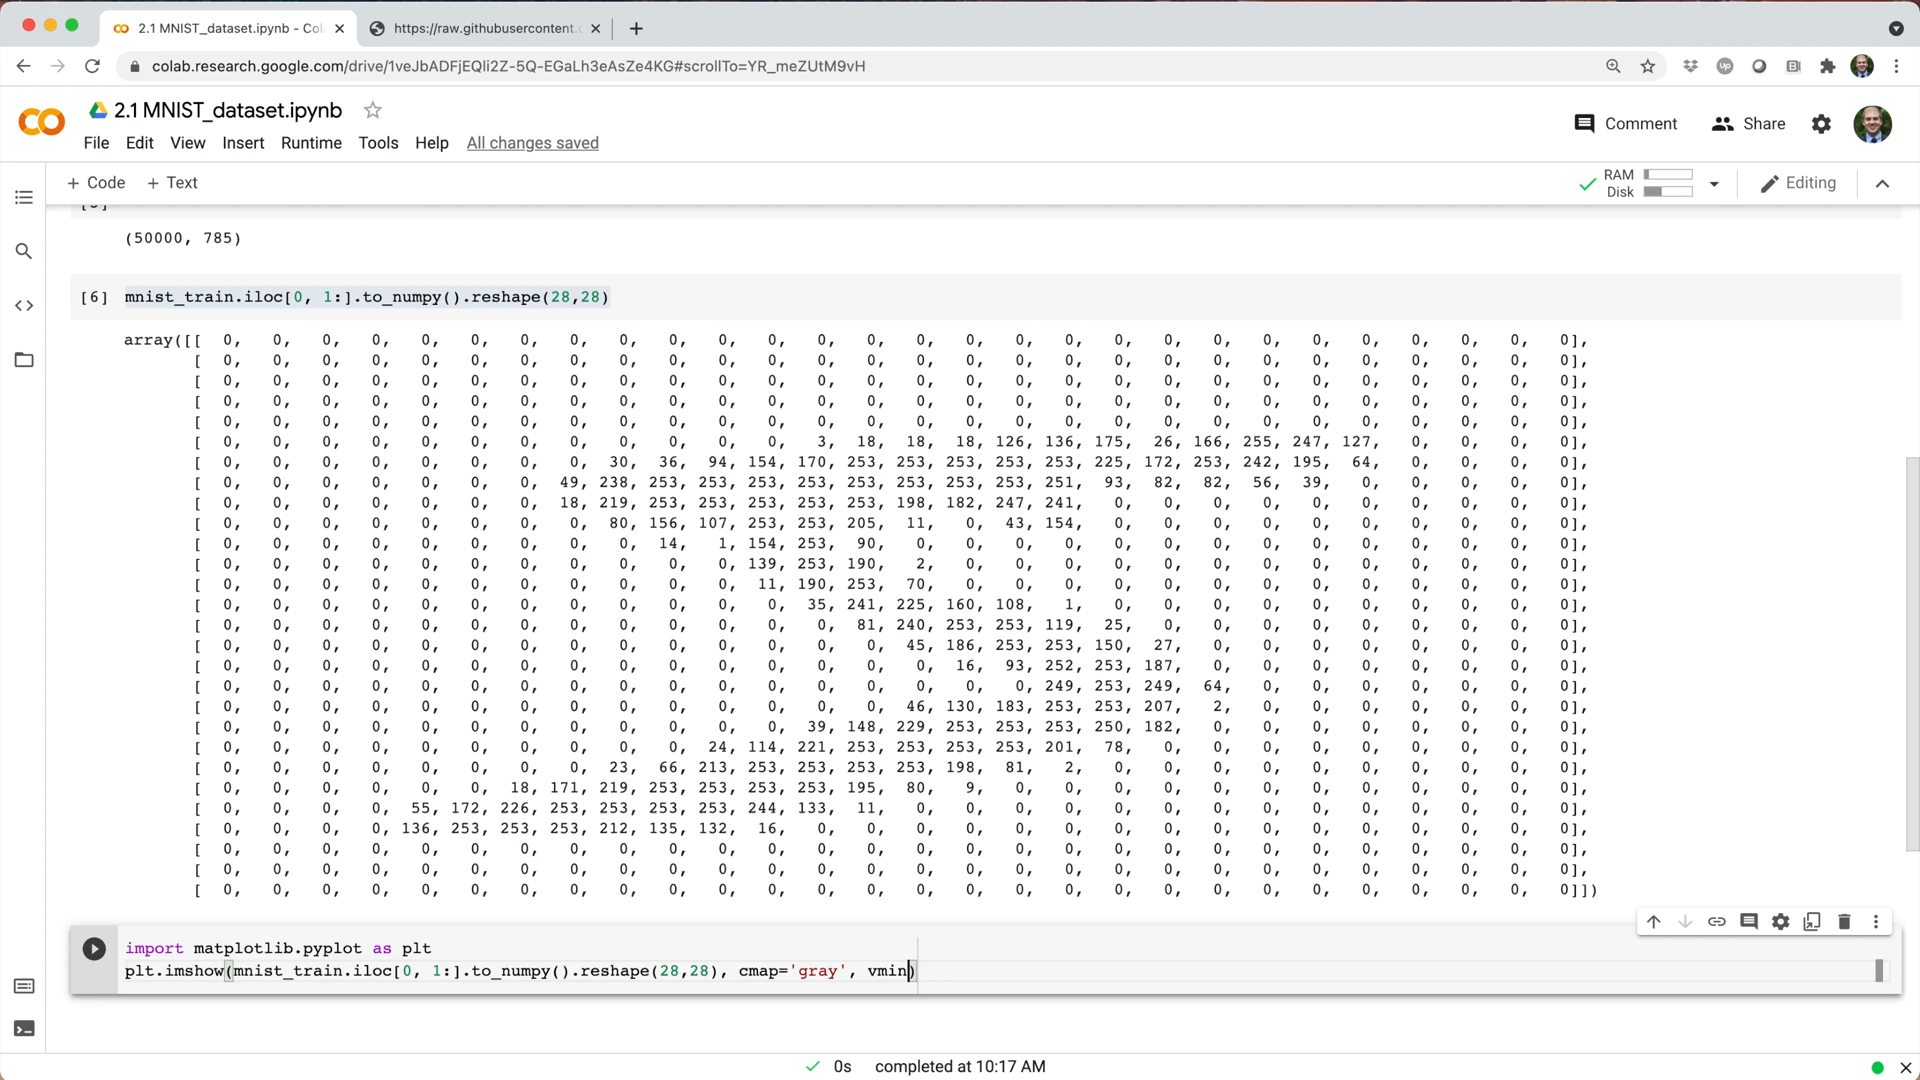 2.1 MNIST_dataset.ipynb - Col
https://raw.githubusercontent.c
colab.research.google.com/drive/1veJbADFjEQli2Z-5Q-EGaLh3eAsZe4KG#scrollTo=YR_meZUtM9vH
2.1 MNIST_dataset.ipynb
Comment
Share
File Edit View Insert Runtime Tools Help All changes saved
+ Code + Text
RAM
Disk
Editing
(50000, 785)
[6] mnist_train.iloc[0, 1:].to_numpy().reshape(28,28)
array([[ 0, 0, 0, 0, 0, 0, 0, 0, 0, 0, 0, 0, 0, 0, 0, 0, 0, 0, 0, 0, 0, 0, 0, 0, 0, 0, 0, 0],
[ 0, 0, 0, 0, 0, 0, 0, 0, 0, 0, 0, 0, 0, 0, 0, 0, 0, 0, 0, 0, 0, 0, 0, 0, 0, 0, 0, 0],
[ 0, 0, 0, 0, 0, 0, 0, 0, 0, 0, 0, 0, 0, 0, 0, 0, 0, 0, 0, 0, 0, 0, 0, 0, 0, 0, 0, 0],
[ 0, 0, 0, 0, 0, 0, 0, 0, 0, 0, 0, 0, 0, 0, 0, 0, 0, 0, 0, 0, 0, 0, 0, 0, 0, 0, 0, 0],
[ 0, 0, 0, 0, 0, 0, 0, 0, 0, 0, 0, 0, 0, 0, 0, 0, 0, 0, 0, 0, 0, 0, 0, 0, 0, 0, 0, 0],
[ 0, 0, 0, 0, 0, 0, 0, 0, 0, 0, 0, 0, 3, 18, 18, 18, 126, 136, 175, 26, 166, 255, 247, 127, 0, 0, 0, 0],
[ 0, 0, 0, 0, 0, 0, 0, 0, 30, 36, 94, 154, 170, 253, 253, 253, 253, 253, 225, 172, 253, 242, 195, 64, 0, 0, 0, 0],
[ 0, 0, 0, 0, 0, 0, 0, 49, 238, 253, 253, 253, 253, 253, 253, 253, 253, 251, 93, 82, 82, 56, 39, 0, 0, 0, 0, 0],
[ 0, 0, 0, 0, 0, 0, 0, 18, 219, 253, 253, 253, 253, 253, 198, 182, 247, 241, 0, 0, 0, 0, 0, 0, 0, 0, 0, 0],
[ 0, 0, 0, 0, 0, 0, 0, 0, 80, 156, 107, 253, 253, 205, 11, 0, 43, 154, 0, 0, 0, 0, 0, 0, 0, 0, 0, 0],
[ 0, 0, 0, 0, 0, 0, 0, 0, 0, 14, 1, 154, 253, 90, 0, 0, 0, 0, 0, 0, 0, 0, 0, 0, 0, 0, 0, 0],
[ 0, 0, 0, 0, 0, 0, 0, 0, 0, 0, 0, 139, 253, 190, 2, 0, 0, 0, 0, 0, 0, 0, 0, 0, 0, 0, 0, 0],
[ 0, 0, 0, 0, 0, 0, 0, 0, 0, 0, 0, 11, 190, 253, 70, 0, 0, 0, 0, 0, 0, 0, 0, 0, 0, 0, 0, 0],
[ 0, 0, 0, 0, 0, 0, 0, 0, 0, 0, 0, 0, 35, 241, 225, 160, 108, 1, 0, 0, 0, 0, 0, 0, 0, 0, 0, 0],
[ 0, 0, 0, 0, 0, 0, 0, 0, 0, 0, 0, 0, 0, 81, 240, 253, 253, 119, 25, 0, 0, 0, 0, 0, 0, 0, 0, 0],
[ 0, 0, 0, 0, 0, 0, 0, 0, 0, 0, 0, 0, 0, 0, 45, 186, 253, 253, 150, 27, 0, 0, 0, 0, 0, 0, 0, 0],
[ 0, 0, 0, 0, 0, 0, 0, 0, 0, 0, 0, 0, 0, 0, 0, 16, 93, 252, 253, 187, 0, 0, 0, 0, 0, 0, 0, 0],
[ 0, 0, 0, 0, 0, 0, 0, 0, 0, 0, 0, 0, 0, 0, 0, 0, 0, 249, 253, 249, 64, 0, 0, 0, 0, 0, 0, 0],
[ 0, 0, 0, 0, 0, 0, 0, 0, 0, 0, 0, 0, 0, 0, 46, 130, 183, 253, 253, 207, 2, 0, 0, 0, 0, 0, 0, 0],
[ 0, 0, 0, 0, 0, 0, 0, 0, 0, 0, 0, 0, 39, 148, 229, 253, 253, 253, 250, 182, 0, 0, 0, 0, 0, 0, 0, 0],
[ 0, 0, 0, 0, 0, 0, 0, 0, 0, 0, 24, 114, 221, 253, 253, 253, 253, 201, 78, 0, 0, 0, 0, 0, 0, 0, 0, 0],
[ 0, 0, 0, 0, 0, 0, 0, 0, 23, 66, 213, 253, 253, 253, 253, 198, 81, 2, 0, 0, 0, 0, 0, 0, 0, 0, 0, 0],
[ 0, 0, 0, 0, 0, 0, 18, 171, 219, 253, 253, 253, 253, 195, 80, 9, 0, 0, 0, 0, 0, 0, 0, 0, 0, 0, 0, 0],
[ 0, 0, 0, 0, 55, 172, 226, 253, 253, 253, 253, 244, 133, 11, 0, 0, 0, 0, 0, 0, 0, 0, 0, 0, 0, 0, 0, 0],
[ 0, 0, 0, 0, 136, 253, 253, 253, 212, 135, 132, 16, 0, 0, 0, 0, 0, 0, 0, 0, 0, 0, 0, 0, 0, 0, 0, 0],
[ 0, 0, 0, 0, 0, 0, 0, 0, 0, 0, 0, 0, 0, 0, 0, 0, 0, 0, 0, 0, 0, 0, 0, 0, 0, 0, 0, 0],
[ 0, 0, 0, 0, 0, 0, 0, 0, 0, 0, 0, 0, 0, 0, 0, 0, 0, 0, 0, 0, 0, 0, 0, 0, 0, 0, 0, 0],
[ 0, 0, 0, 0, 0, 0, 0, 0, 0, 0, 0, 0, 0, 0, 0, 0, 0, 0, 0, 0, 0, 0, 0, 0, 0, 0, 0, 0]])
import matplotlib.pyplot as plt
plt.imshow(mnist_train.iloc[0, 1:].to_numpy().reshape(28,28), cmap='gray', vmin)
0s completed at 10:17 AM